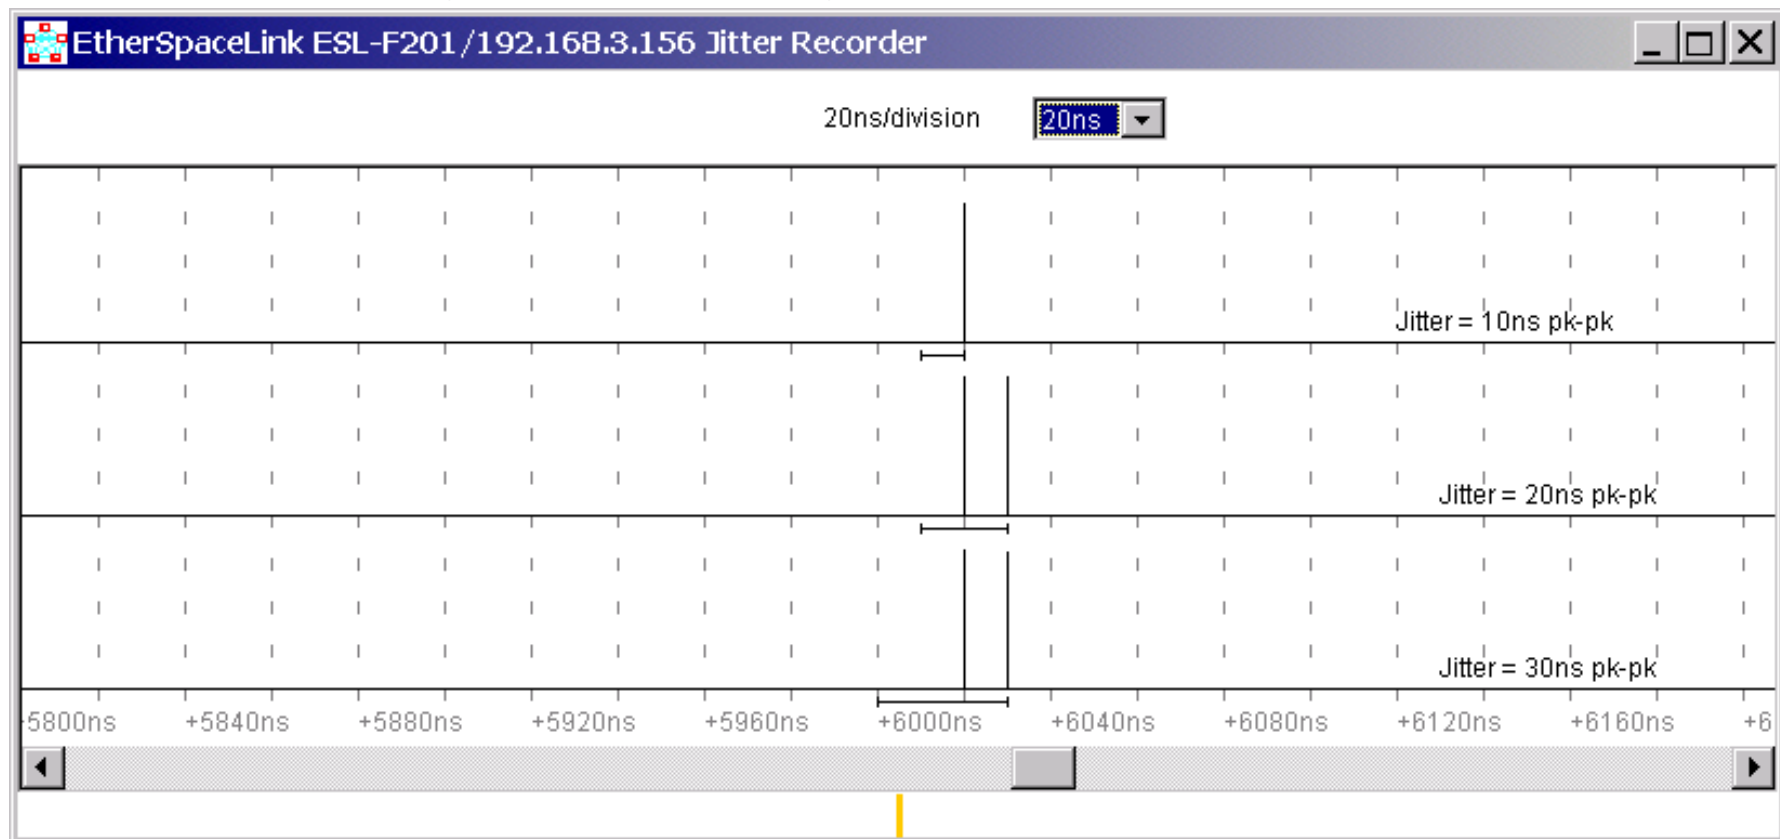 EtherSpaceLink ESL-F201/192.168.3.156 Jitter Recorder
20ns/division 20ns
Jitter = 10ns pk-pk
Jitter = 20ns pk-pk
Jitter = 30ns pk-pk
5800ns +5840ns +5880ns +5920ns +5960ns +6000ns +6040ns +6080ns +6120ns +6160ns +6